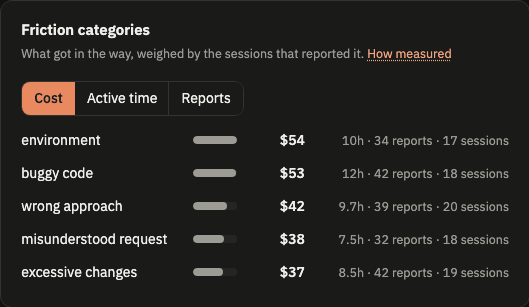 Friction categories
What got in the way, weighed by the sessions that reported it. How measured
Cost Active time Reports
environment $54 10h · 34 reports · 17 sessions
buggy code $53 12h · 42 reports · 18 sessions
wrong approach $42 9.7h · 39 reports · 20 sessions
misunderstood request $38 7.5h · 32 reports · 18 sessions
excessive changes $37 8.5h · 42 reports · 19 sessions